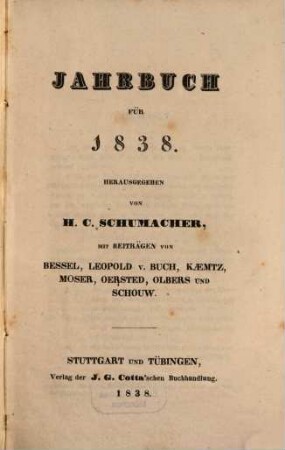 JAHRBUCH
FÜR
1838.
HERAUSGEGEBEN
VON
H. C. SCHUMACHER,
MIT BEITRÄGEN VON
BESSEL, LEOPOLD v. BUCH, KÆMTZ,
MOSER, OERSTED, OLBERS UND
SCHOUW.
STUTTGART UND TÜBINGEN,
Verlag der J. G. Cotta'schen Buchhandlung.
1838.